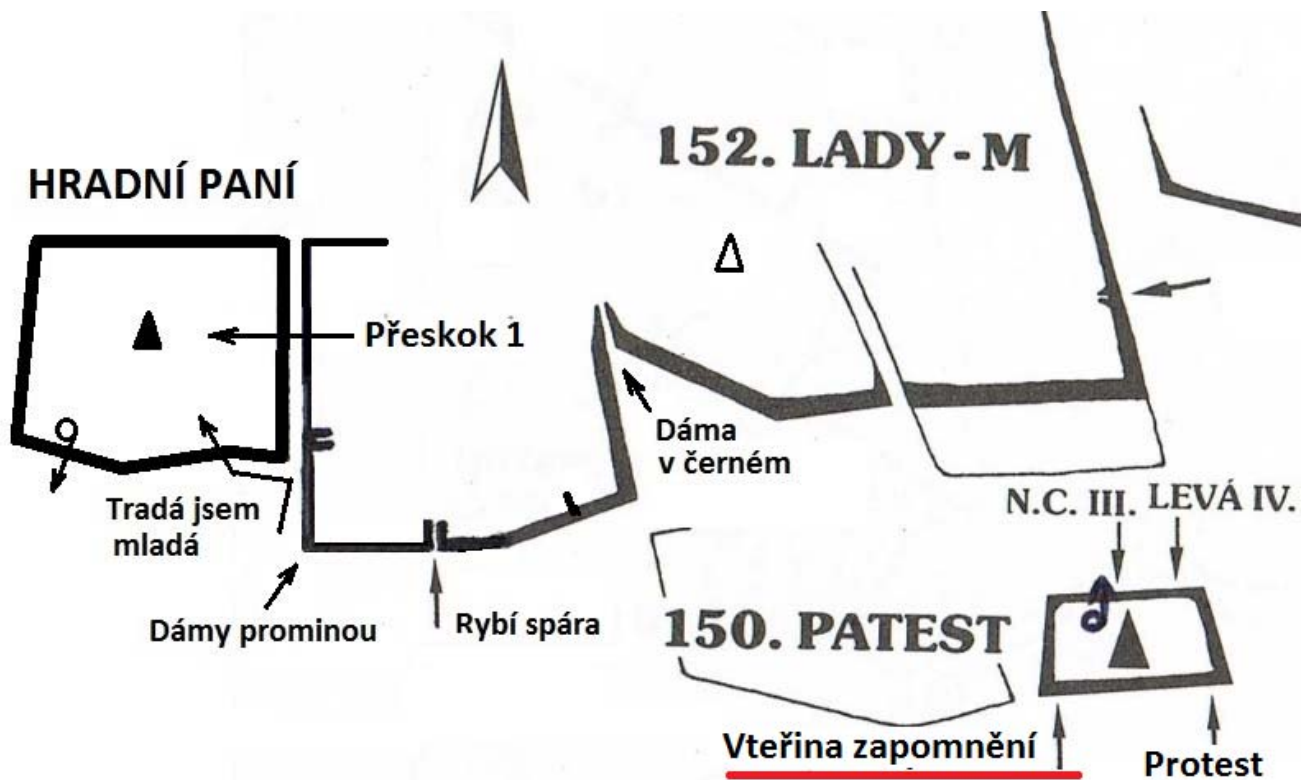 152. LADY - M
HRADNÍ PANÍ
Přeskok 1
Dáma
v černém
Tradá jsem
mladá
N.C. III. LEVÁ IV.
Dámy prominou
Rybí spára
150. PATEST
Vteřina zapomnění
Protest